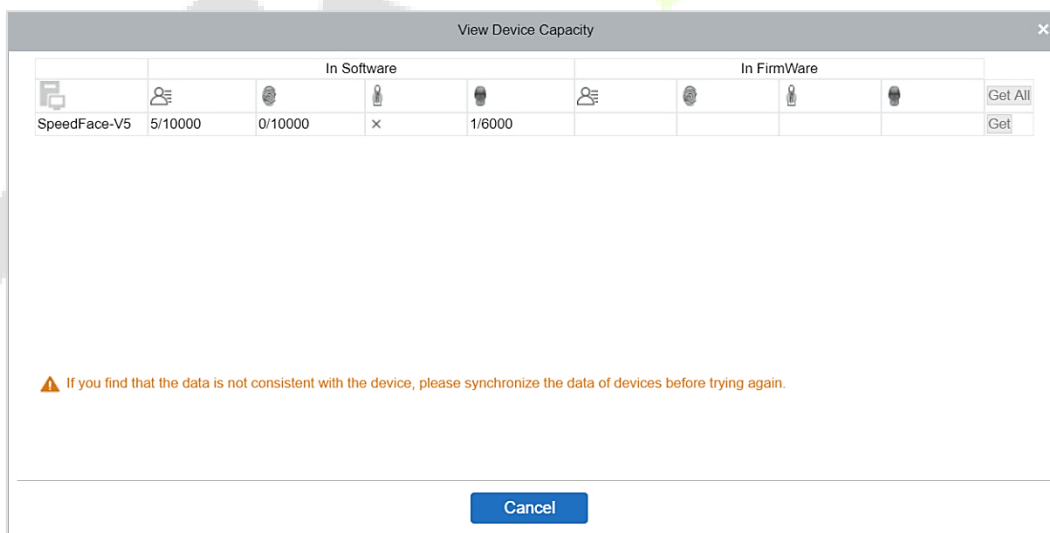 View Device Capacity
In Software In FirmWare
Get All
SpeedFace-V5 5/10000 0/10000 × 1/6000 Get
If you find that the data is not consistent with the device, please synchronize the data of devices before trying again.
Cancel